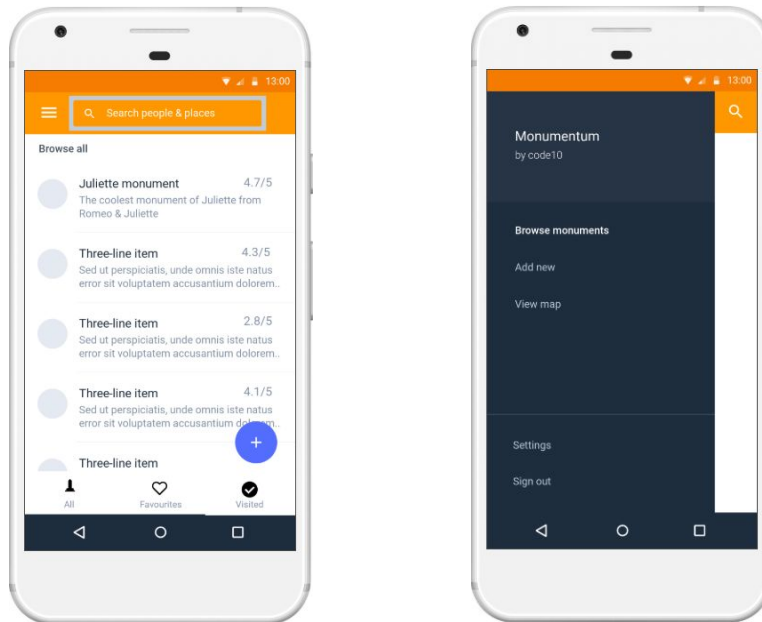 13:00
Search people & places
Browse all
Juliette monument 4.7/5
The coolest monument of Juliette from
Romeo & Juliette
Three-line item 4.3/5
Sed ut perspiciatis, unde omnis iste natus
error sit voluptatem accusantium dolorem..
Three-line item 2.8/5
Sed ut perspiciatis, unde omnis iste natus
error sit voluptatem accusantium dolorem..
Three-line item 4.1/5
Sed ut perspiciatis, unde omnis iste natus
error sit voluptatem accusantium
Three-line item
All Favourites Visited
13:00
Monumentum
by code10
Browse monuments
Add new
View map
Settings
Sign out